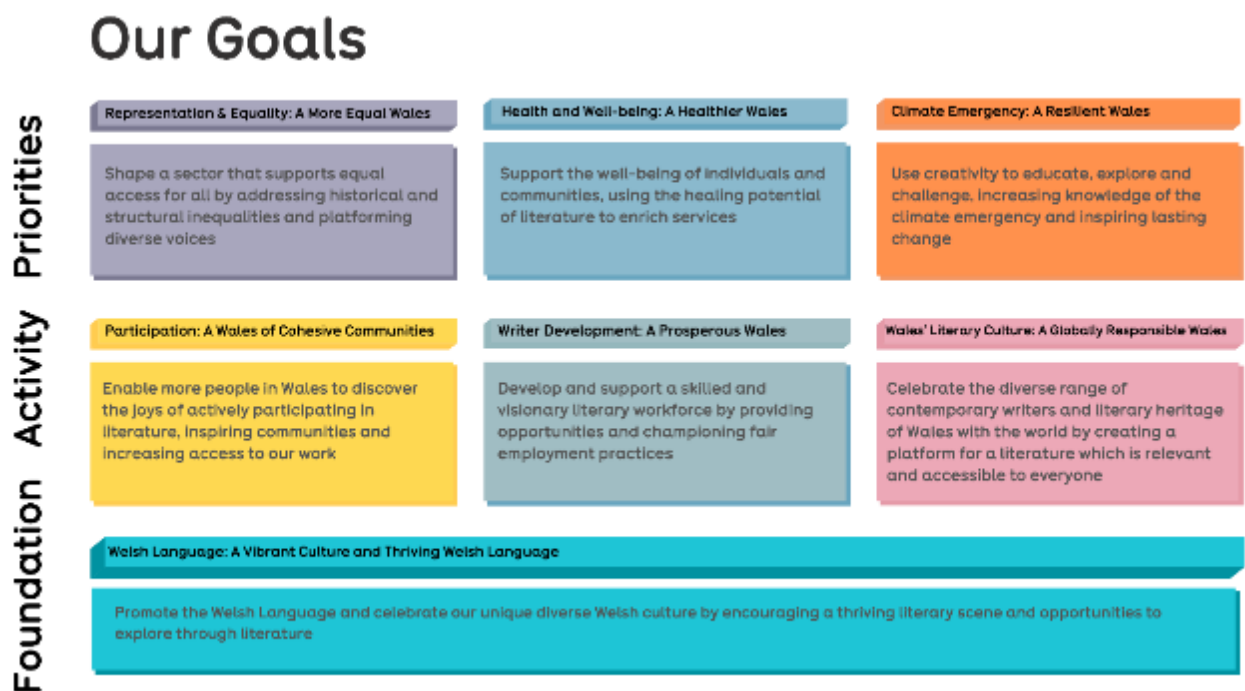 Our Goals
Priorities
Representation & Equality: A More Equal Wales
Shape a sector that supports equal
access for all by addressing historical and
structural inequalities and platforming
diverse voices
Health and Well-being: A Healthier Wales
Support the well-being of individuals and
communities, using the healing potential
of literature to enrich services
Climate Emergency: A Resilient Wales
Use creativity to educate, explore and
challenge, increasing knowledge of the
climate emergency and inspiring lasting
change
Activity
Participation: A Wales of Cohesive Communities
Enable more people in Wales to discover
the joys of actively participating in
literature, inspiring communities and
increasing access to our work
Writer Development: A Prosperous Wales
Develop and support a skilled and
visionary literary workforce by providing
opportunities and championing fair
employment practices
Wales' Literary Culture: A Globally Responsible Wales
Celebrate the diverse range of
contemporary writers and literary heritage
of Wales with the world by creating a
platform for a literature which is relevant
and accessible to everyone
Foundation
Welsh Language: A Vibrant Culture and Thriving Welsh Language
Promote the Welsh Language and celebrate our unique diverse Welsh culture by encouraging a thriving literary scene and opportunities to
explore through literature